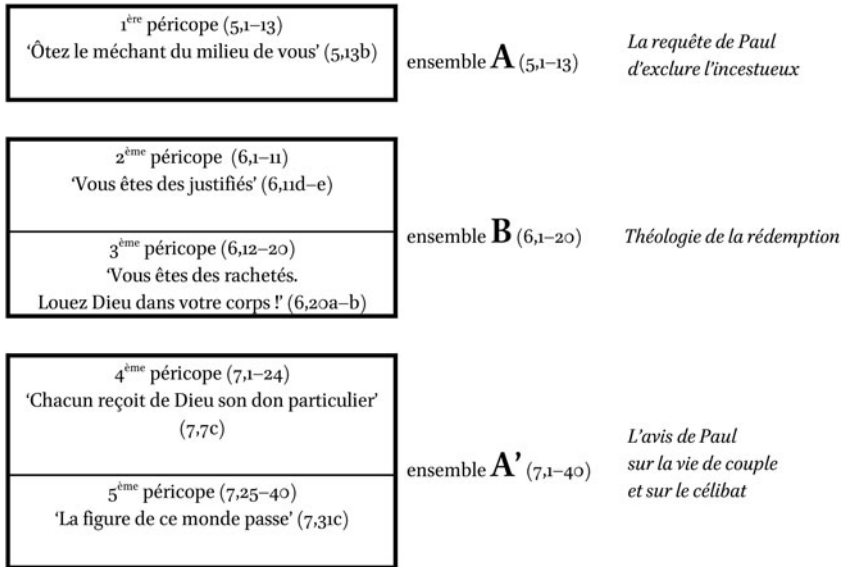 1ère péricope (5,1–13)
‘Ôtez le méchant du milieu de vous’ (5,13b)
ensemble A (5,1–13)
La requête de Paul
d’exclure l’incestueux
2ème péricope (6,1–11)
‘Vous êtes des justifiés’ (6,11d–e)
3ème péricope (6,12–20)
‘Vous êtes des rachetés.
Louez Dieu dans votre corps !’ (6,20a–b)
ensemble B (6,1–20)
Théologie de la rédemption
4ème péricope (7,1–24)
‘Chacun reçoit de Dieu son don particulier’
(7,7c)
5ème péricope (7,25–40)
‘La figure de ce monde passe’ (7,31c)
ensemble A’ (7,1–40)
L’avis de Paul
sur la vie de couple
et sur le célibat